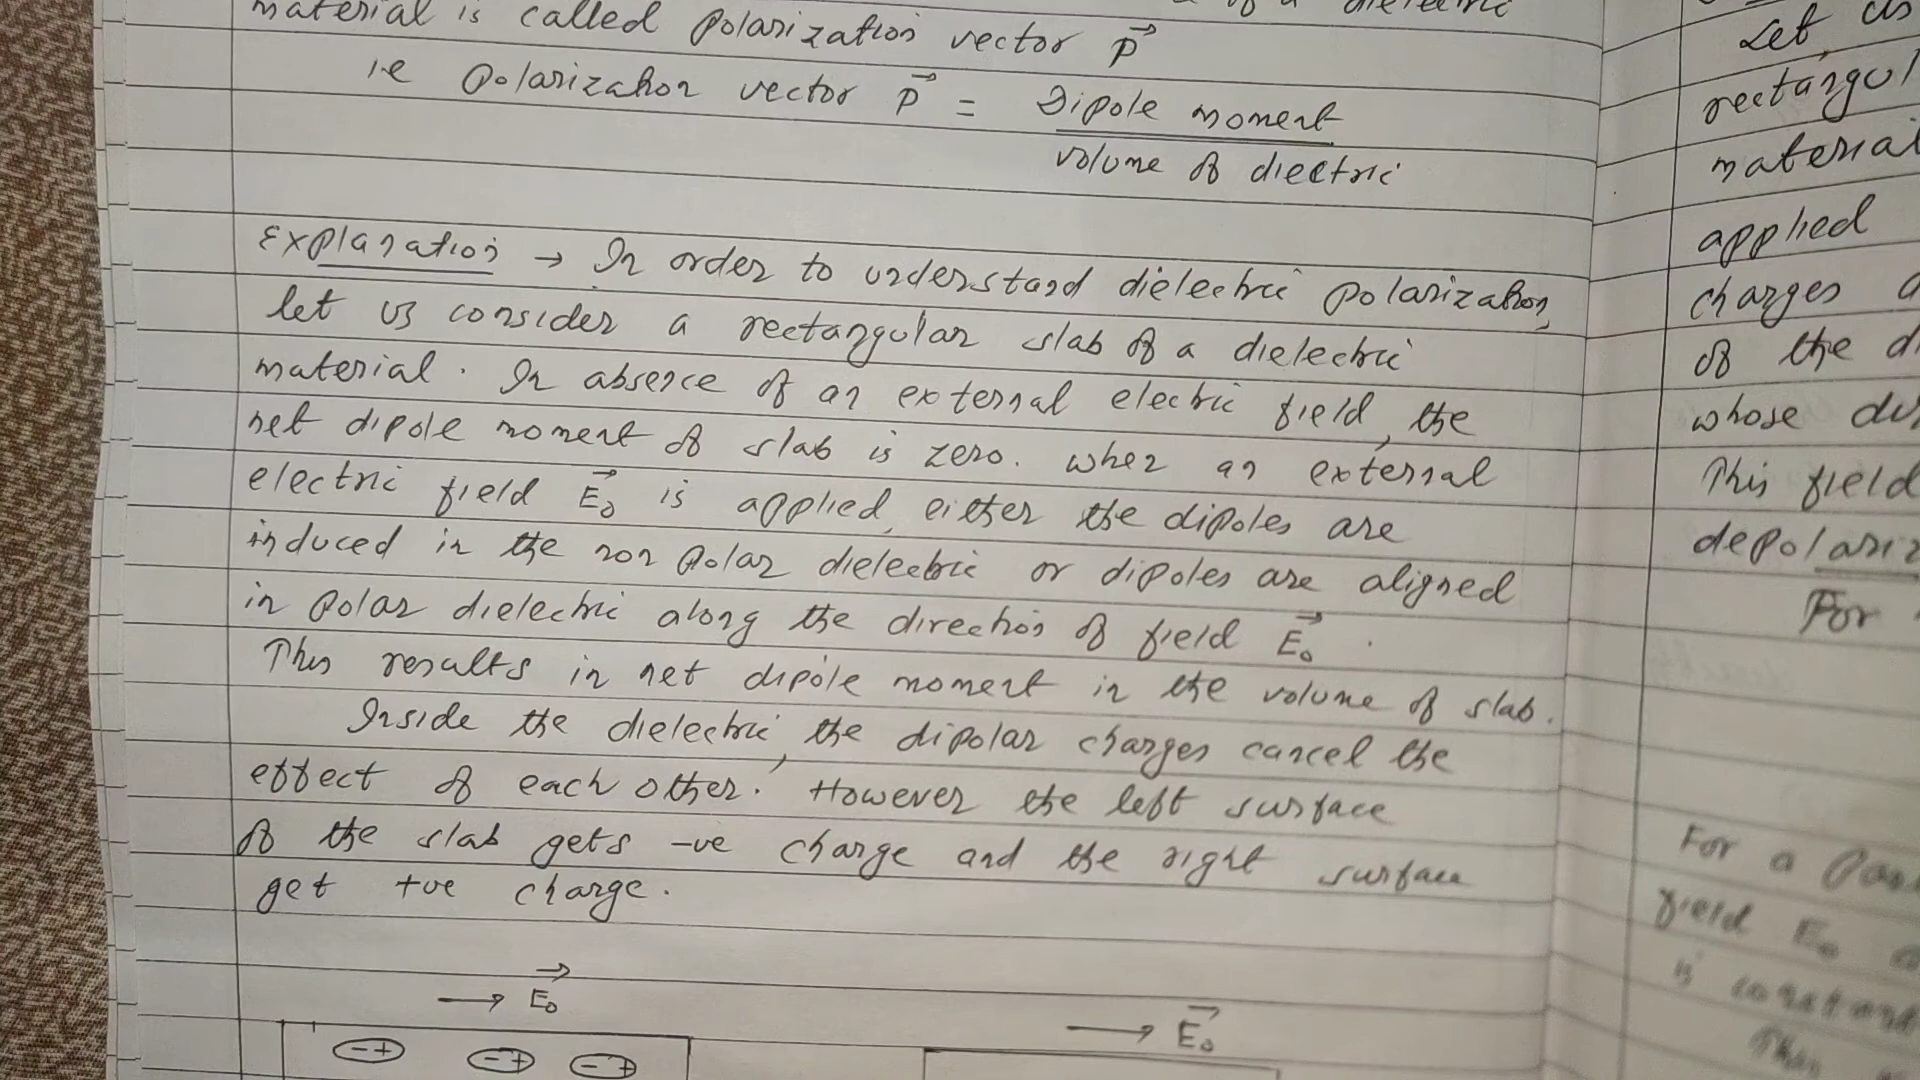 material is called polarization vector P⃗
ie polarization vector P⃗ = Dipole moment
volume of diectric
Explanation → In order to understand dielectric polarization,
let us consider a rectangular slab of a dielectric
material. In absence of an external electric field, the
net dipole moment of slab is zero. when an external
electric field E⃗₀ is applied, either the dipoles are
induced in the non polar dielectric or dipoles are aligned
in polar dielectric along the direction of field E⃗₀.
This results in net dipole moment in the volume of slab.
Inside the dielectric, the dipolar charges cancel the
effect of each other. However the left surface
of the slab gets -ve charge and the right surface
get +ve charge.
→ E⃗₀
→ E⃗₀
- + - + - +
Let us
material
applied
charges
of the
whose
This field
For
For a
field E₀
is constant